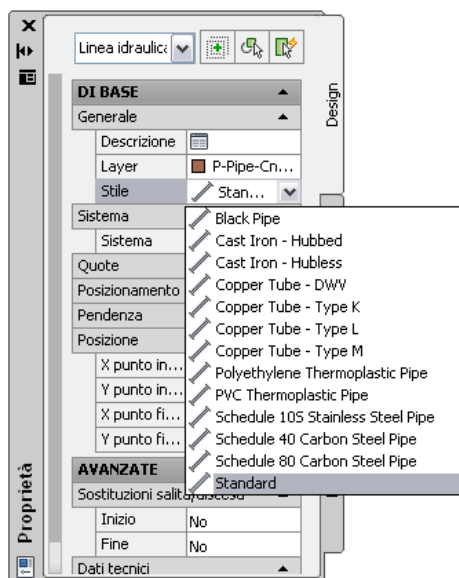 Linea idraulica
Design
DI BASE
Generale
Descrizione
Layer P-Pipe-Cn...
Stile Stan...
Sistema
Sistema
Quote
Posizionamento
Pendenza
Posizione
X punto in...
Y punto in...
X punto fi...
Y punto fi...
Black Pipe
Cast Iron - Hubbed
Cast Iron - Hubless
Copper Tube - DWV
Copper Tube - Type K
Copper Tube - Type L
Copper Tube - Type M
Polyethylene Thermoplastic Pipe
PVC Thermoplastic Pipe
Schedule 10S Stainless Steel Pipe
Schedule 40 Carbon Steel Pipe
Schedule 80 Carbon Steel Pipe
Standard
AVANZATE
Sostituzioni salita/discesa
Inizio No
Fine No
Dati tecnici
Proprietà